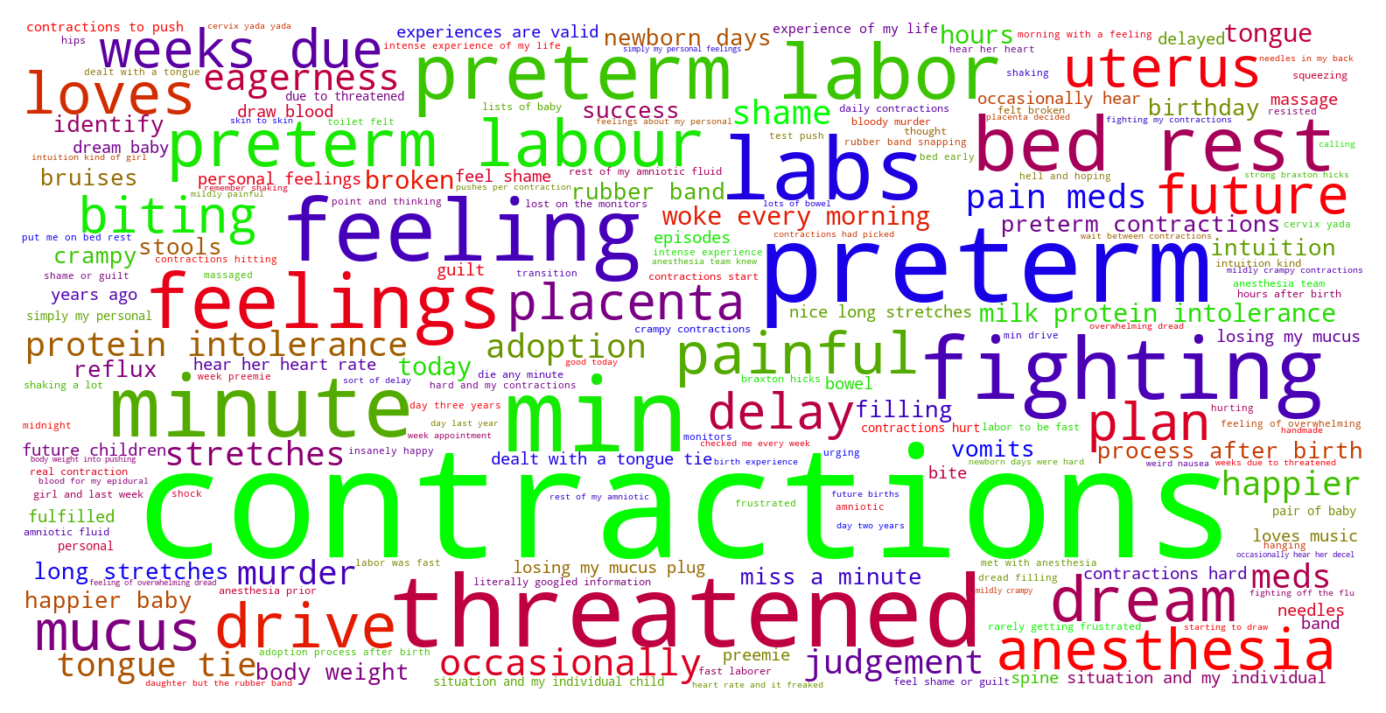 contractions to push
cervix yada yada
experiences are valid
newborn days
experience of my life
hours
morning with a feeling
delayed
tongue
hips
weeks due
intense experience of my life
simply my personal feelings
preterm labor
hear her heart
uterus
needles in my back
loves
dealt with a tongue
eagerness
shaking
squeezing
due to threatened
lists of baby
success
shame
daily contractions
occasionally hear
birthday
massage
draw blood
identify
skin to skin
toilet felt
feelings about my personal
bloody murder
felt broken
placenta decided
fighting my contractions
resisted
dream baby
preterm labour
test push
thought
rubber band snapping
labs
bed rest
calling
intuition kind of girl
bruises
personal feelings
broken
feel shame
rest of my amniotic fluid
bed early
hell and hoping
strong braxton hicks
remember shaking
mildly painful
pushes per contraction
rubber band
lots of bowel
pain meds
future
biting
feeling
point and thinking
lost on the monitors
woke every morning
preterm contractions
cervix yada
put me on bed rest
stools
episodes
contractions had picked
wait between contractions
intuition
crampy
contractions hitting
intense experience
anesthesia team knew
preterm
intuition kind
mildly crampy contractions
shame or guilt
massaged
feelings
guilt
transition
contractions start
anesthesia team
years ago
placenta
nice long stretches
milk protein intolerance
hours after birth
simply my personal
crampy contractions
min drive
overwhelming dread
protein intolerance
adoption
painful
fighting
losing my mucus
reflux
hear her heart rate
today
good today
shaking a lot
week preemie
sort of delay
die any minute
hard and my contractions
braxton hicks
bowel
minute
min
day three years
delay
filling
plan
hurting
midnight
day last year
contractions hurt
labor to be fast
feeling of overwhelming
handmade
future children
stretches
week appointment
monitors
checked me every week
process after birth
body weight into pushing
insanely happy
dealt with a tongue tie
birth experience
urging
vomits
real contraction
newborn days were hard
weird nausea
weeks due to threatened
blood for my epidural
bite
contractions
happier
girl and last week
shock
rest of my amniotic
future births
frustrated
amniotic
day two years
pair of baby
fulfilled
amniotic fluid
loves music
personal
hanging
occasionally hear her decel
labor was fast
losing my mucus plug
met with anesthesia
long stretches
murder
literally googled information
miss a minute
dread filling
contractions hard
meds
feeling of overwhelming dread
anesthesia prior
mildly crampy
fighting off the flu
happier baby
threatened
dream
needles
mucus
drive
rarely getting frustrated
starting to draw
band
anesthesia
adoption process after birth
tongue tie
body weight
occasionally
preemie
judgement
fast laborer
feel shame or guilt
spine
situation and my individual
daughter but the rubber band
situation and my individual child
heart rate and it freaked